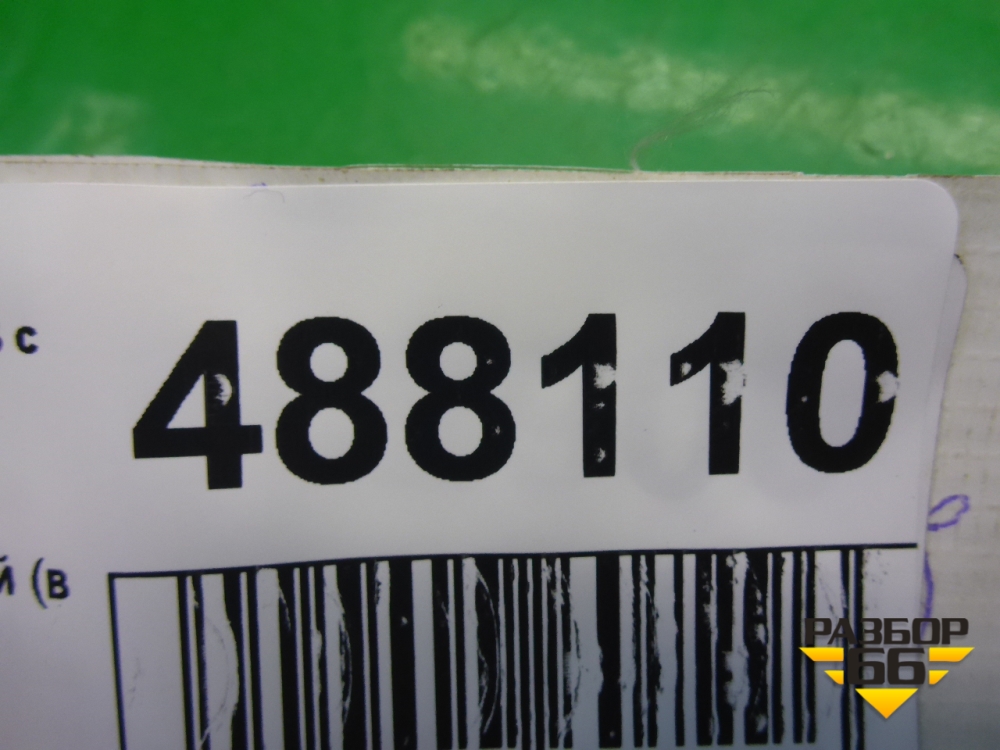 с
488110
й (в
РАЗБОР
66